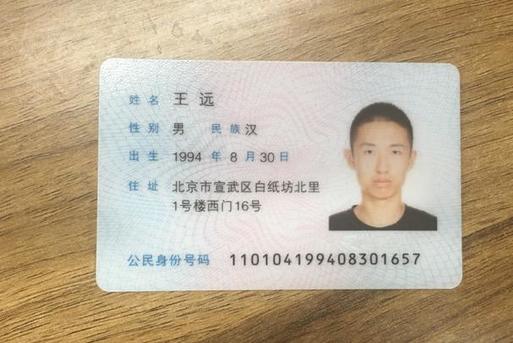 姓名 王远
性别 男 民族 汉
出生 1994 年 8 月 30 日
住址 北京市宣武区白纸坊北里
1号楼西门16号
公民身份号码 110104199408301657